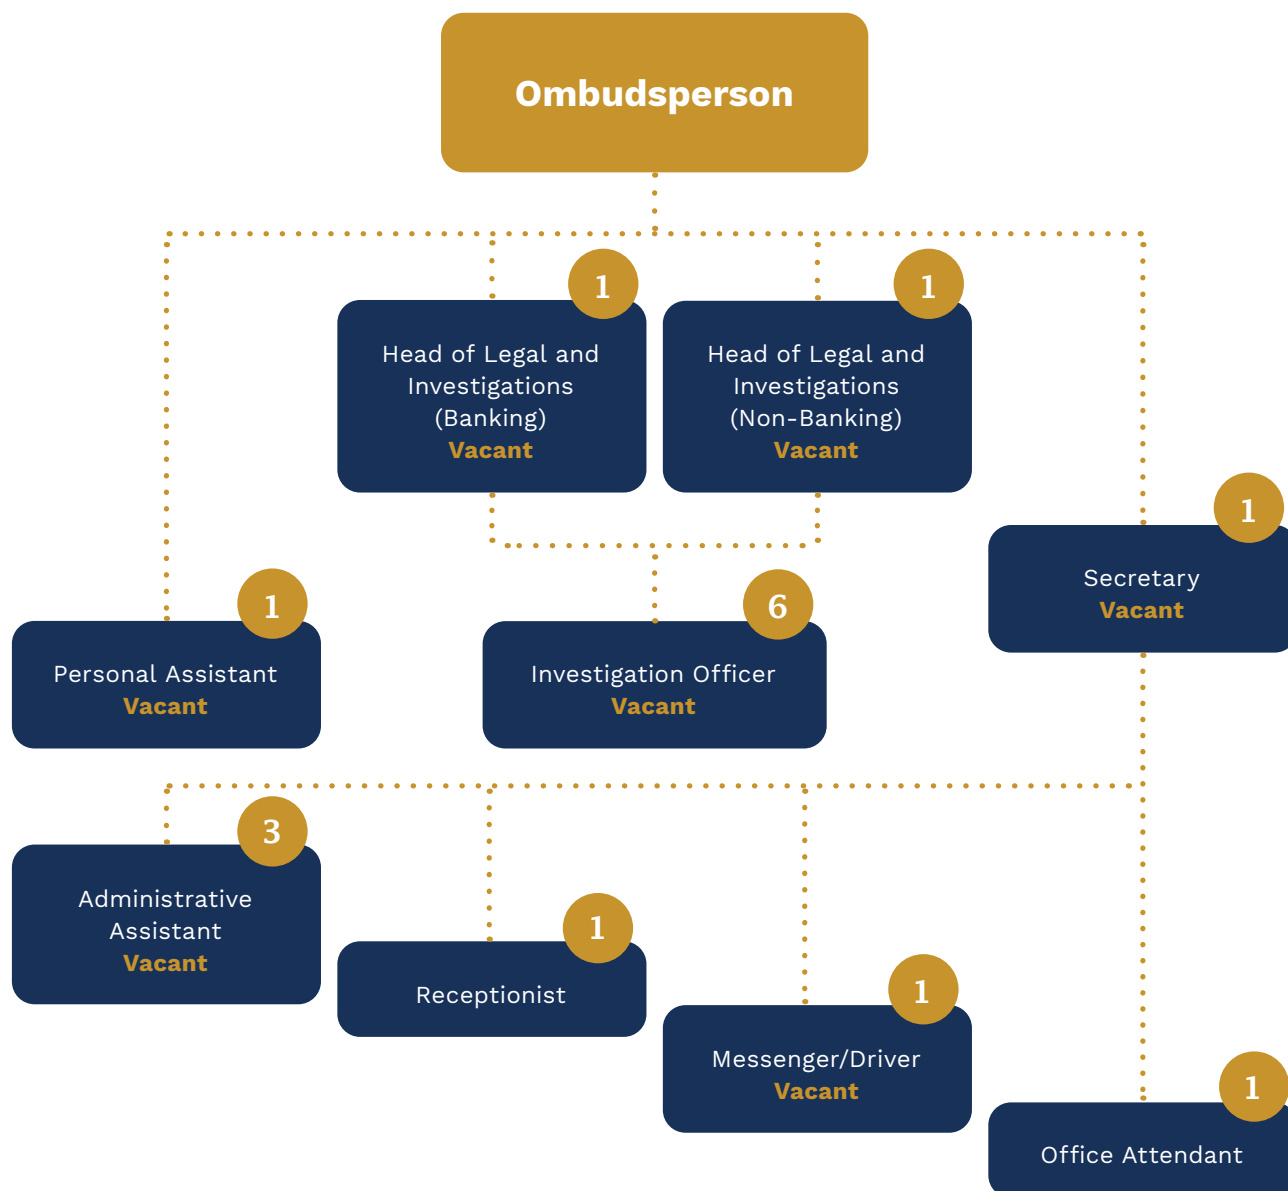 Ombudsperson
1
Head of Legal and
Investigations
(Banking)
Vacant
1
Head of Legal and
Investigations
(Non-Banking)
Vacant
1
Secretary
Vacant
1
Personal Assistant
Vacant
6
Investigation Officer
Vacant
3
Administrative
Assistant
Vacant
1
Receptionist
1
Messenger/Driver
Vacant
1
Office Attendant